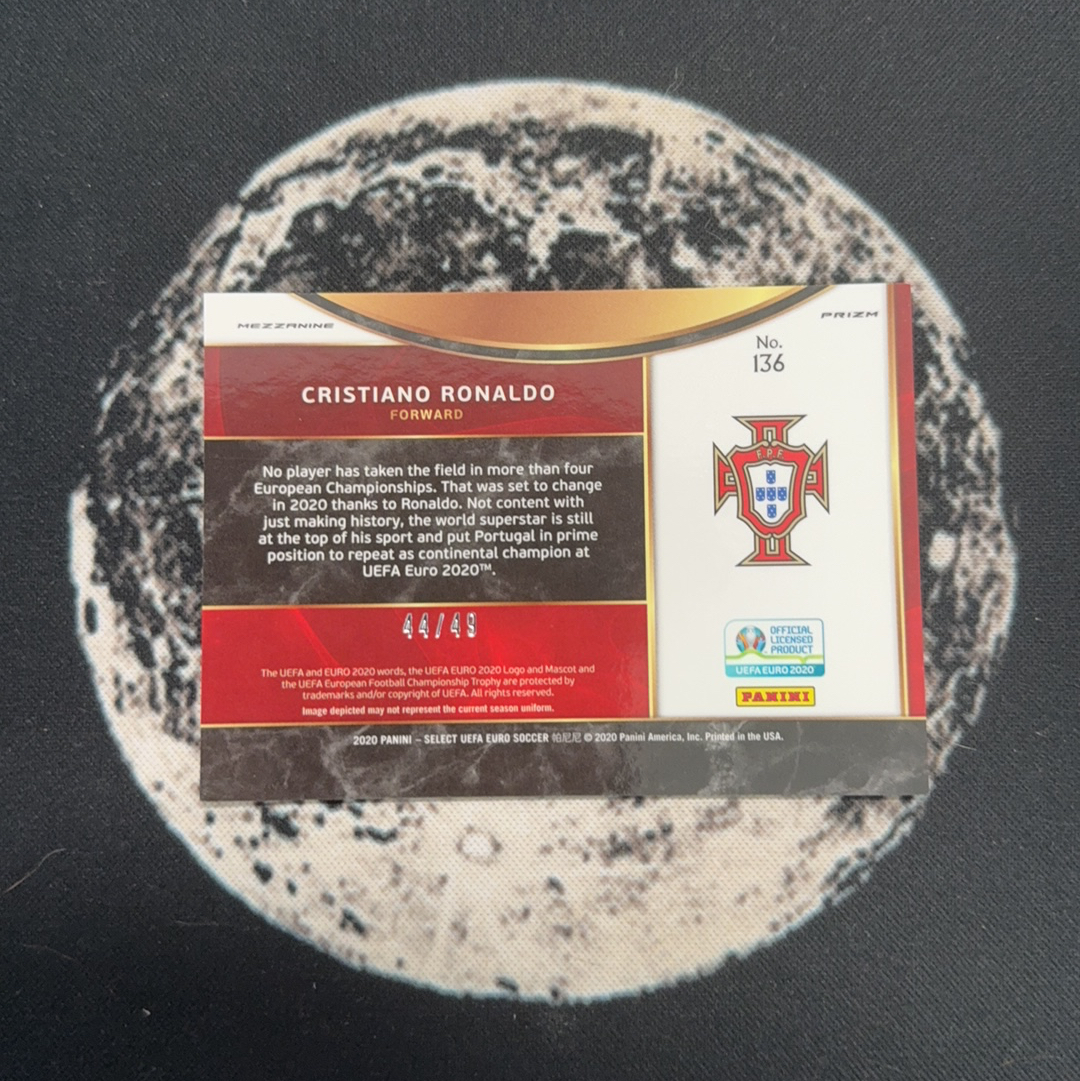 MEZZANINE
PRIZM
No.
136
CRISTIANO RONALDO
FORWARD
No player has taken the field in more than four
European Championships. That was set to change
in 2020 thanks to Ronaldo. Not content with
just making history, the world superstar is still
at the top of his sport and put Portugal in prime
position to repeat as continental champion at
UEFA Euro 2020™.
F.P.F
44/49
The UEFA and EURO 2020 words, the UEFA EURO 2020 Logo and Mascot and
the UEFA European Football Championship Trophy are protected by
trademarks and/or copyright of UEFA. All rights reserved.
Image depicted may not represent the current season uniform.
OFFICIAL
LICENSED
PRODUCT
UEFA EURO 2020
PANINI
2020 PANINI – SELECT UEFA EURO SOCCER 帕尼尼 © 2020 Panini America, Inc. Printed in the USA.